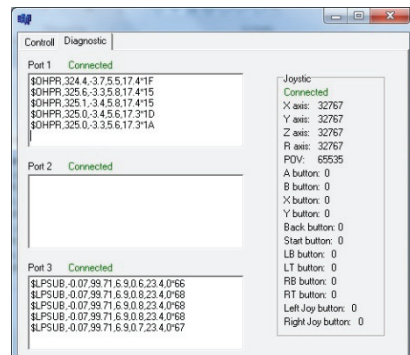 Controll Diagnostic
Port 1 Connected
$OHPR,324.4,-3.7,5.5,17.4*1F
$OHPR,325.6,-3.3,5.8,17.4*15
$OHPR,325.1,-3.4,5.8,17.4*15
$OHPR,325.0,-3.4,5.6,17.3*1D
$OHPR,325.0,-3.3,5.6,17.3*1A
Port 2 Connected
Port 3 Connected
$LPSUB,-0.07,99.71,6.9,0.6,23.4,0*66
$LPSUB,-0.07,99.71,6.9,0.8,23.4,0*68
$LPSUB,-0.07,99.71,6.9,0.8,23.4,0*68
$LPSUB,-0.07,99.71,6.9,0.8,23.4,0*68
$LPSUB,-0.07,99.71,6.9,0.7,23.4,0*67
Joystic
Connected
X axis: 32767
Y axis: 32767
Z axis: 32767
R axis: 32767
POV: 65535
A button: 0
B button: 0
X button: 0
Y button: 0
Back button: 0
Start button: 0
LB button: 0
LT button: 0
RB button: 0
RT button: 0
Left Joy button: 0
Right Joy button: 0